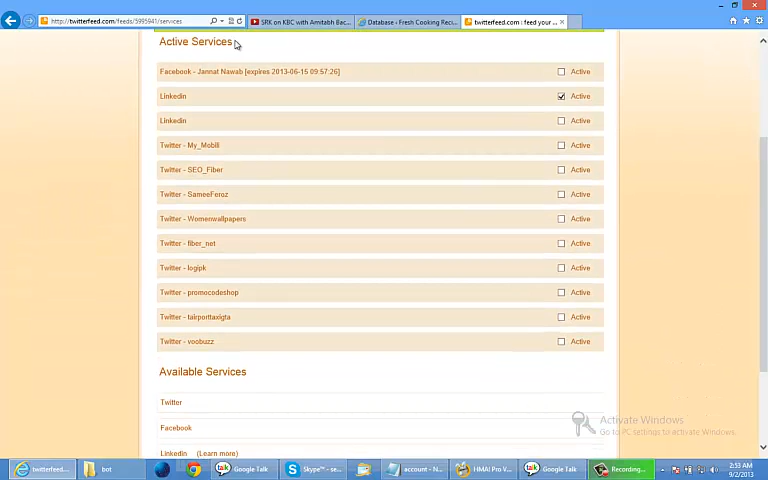 http://twitterfeed.com/feeds/5995941/services
SRK on KBC with Amitabh Bac...
Database ‹ Fresh Cooking Reci...
twitterfeed.com : feed your ...
Active Services
Facebook - Jannat Nawab [expires 2013-06-15 09:57:26]
Active
Linkedin
Active
Linkedin
Active
Twitter - My_Mobili
Active
Twitter - SEO_Fiber
Active
Twitter - SameeFeroz
Active
Twitter - Womenwallpapers
Active
Twitter - fiber_net
Active
Twitter - logipk
Active
Twitter - promocodeshop
Active
Twitter - tairporttaxigta
Active
Twitter - voobuzz
Active
Available Services
Twitter
Facebook
Linkedin (Learn more)
Activate Windows
Go to PC settings to activate Windows.
twitterfeed....
bot
talk
Google Talk
Skype™ - se...
account - N...
HMA! Pro V...
talk
Google Talk
Recording...
2:53 AM
9/2/2013